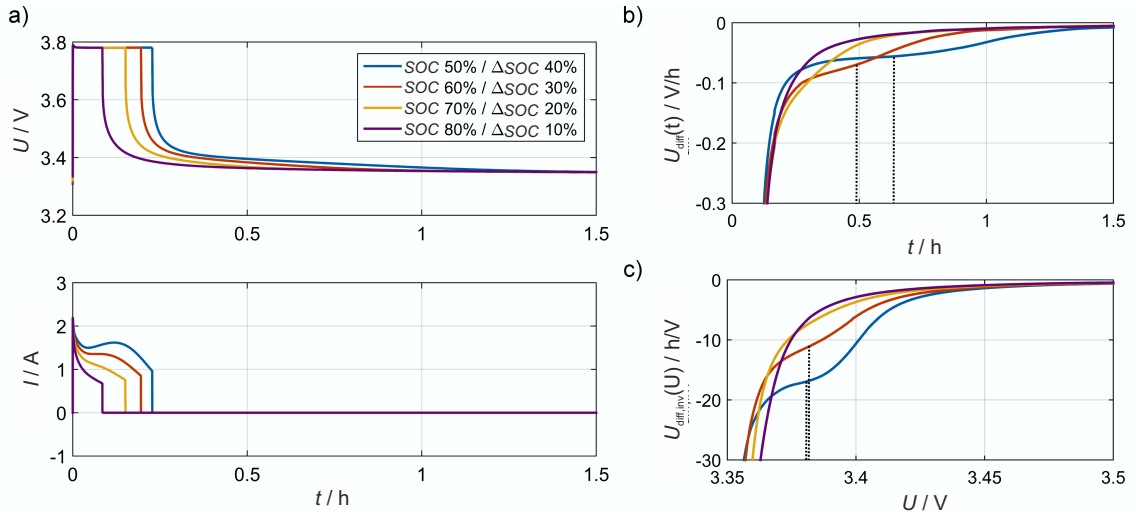 a)
3.8
3.6
3.4
3.2
U / V
SOC 50% / ΔSOC 40%
SOC 60% / ΔSOC 30%
SOC 70% / ΔSOC 20%
SOC 80% / ΔSOC 10%
0 0.5 1 1.5
3
2
1
0
-1
I / A
0 0.5 1 1.5
t / h
b)
0
-0.1
-0.2
-0.3
U_diff(t) / V/h
0 0.5 1 1.5
t / h
c)
0
-10
-20
-30
U_diff,inv(U) / h/V
3.35 3.4 3.45 3.5
U / V